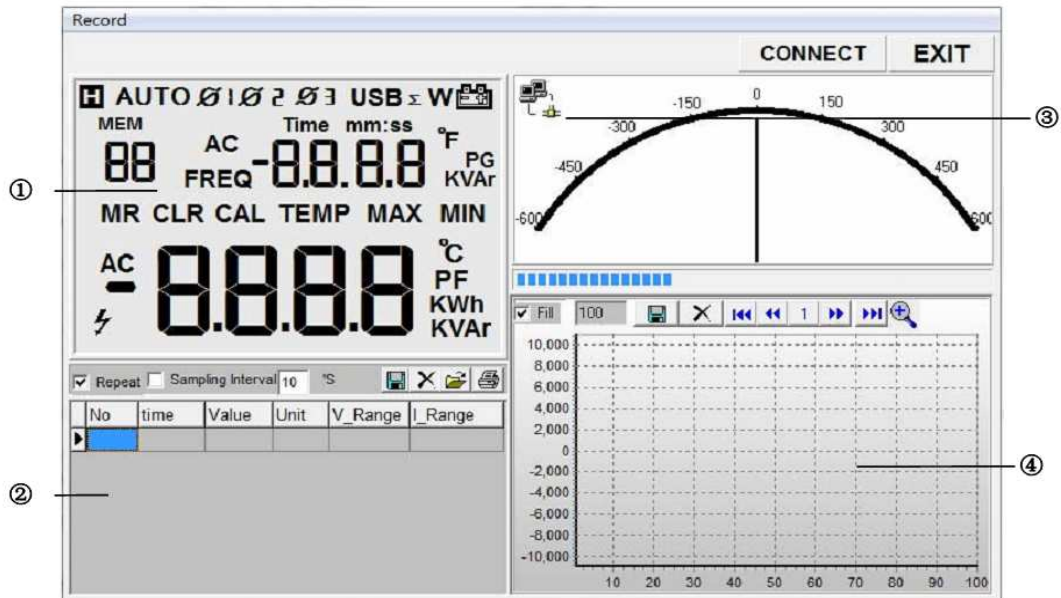 Record
CONNECT EXIT
H AUTO Ø1 Ø2 Ø3 USB Σ W
MEM Time mm:ss °F
88 AC -8.8.8.8 PG
FREQ KVAr
MR CLR CAL TEMP MAX MIN
AC -8.8.8.8 °C
PF
KWh
KVAr
①
-600 -450 -300 -150 0 150 300 450 600
③
Repeat Sampling Interval 10 °S
No time Value Unit V_Range I_Range
②
Fill 100 1
10,000
8,000
6,000
4,000
2,000
0
-2,000
-4,000
-6,000
-8,000
-10,000
10 20 30 40 50 60 70 80 90 100
④